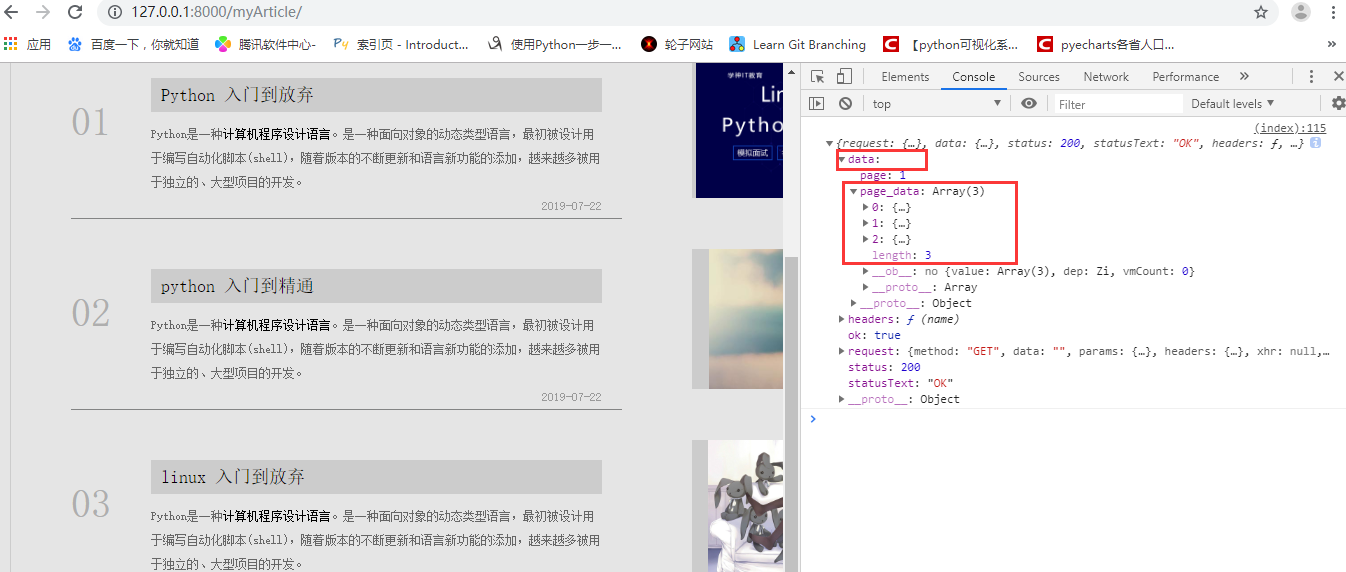 127.0.0.1:8000/myArticle/
应用 百度一下，你就知道 腾讯软件中心- 索引页 - Introduct... 使用Python一步一... 轮子网站 Learn Git Branching 【python可视化系... pyecharts各省人口... »
01
Python 入门到放弃
Python是一种计算机程序设计语言。是一种面向对象的动态类型语言，最初被设计用
于编写自动化脚本(shell)，随着版本的不断更新和语言新功能的添加，越来越多被用
于独立的、大型项目的开发。
2019-07-22
02
python 入门到精通
Python是一种计算机程序设计语言。是一种面向对象的动态类型语言，最初被设计用
于编写自动化脚本(shell)，随着版本的不断更新和语言新功能的添加，越来越多被用
于独立的、大型项目的开发。
2019-07-22
03
linux 入门到放弃
Python是一种计算机程序设计语言。是一种面向对象的动态类型语言，最初被设计用
于编写自动化脚本(shell)，随着版本的不断更新和语言新功能的添加，越来越多被用
于独立的、大型项目的开发。
学神IT教育
Lin
Pytho
模拟面试
Elements Console Sources Network Performance »
top Filter Default levels ▼
(index):115
{request: {…}, data: {…}, status: 200, statusText: "OK", headers: ƒ, …}
data:
page: 1
page_data: Array(3)
0: {…}
1: {…}
2: {…}
length: 3
__ob__: no {value: Array(3), dep: Zi, vmCount: 0}
__proto__: Array
__proto__: Object
headers: ƒ (name)
ok: true
request: {method: "GET", data: "", params: {…}, headers: {…}, xhr: null,…
status: 200
statusText: "OK"
__proto__: Object